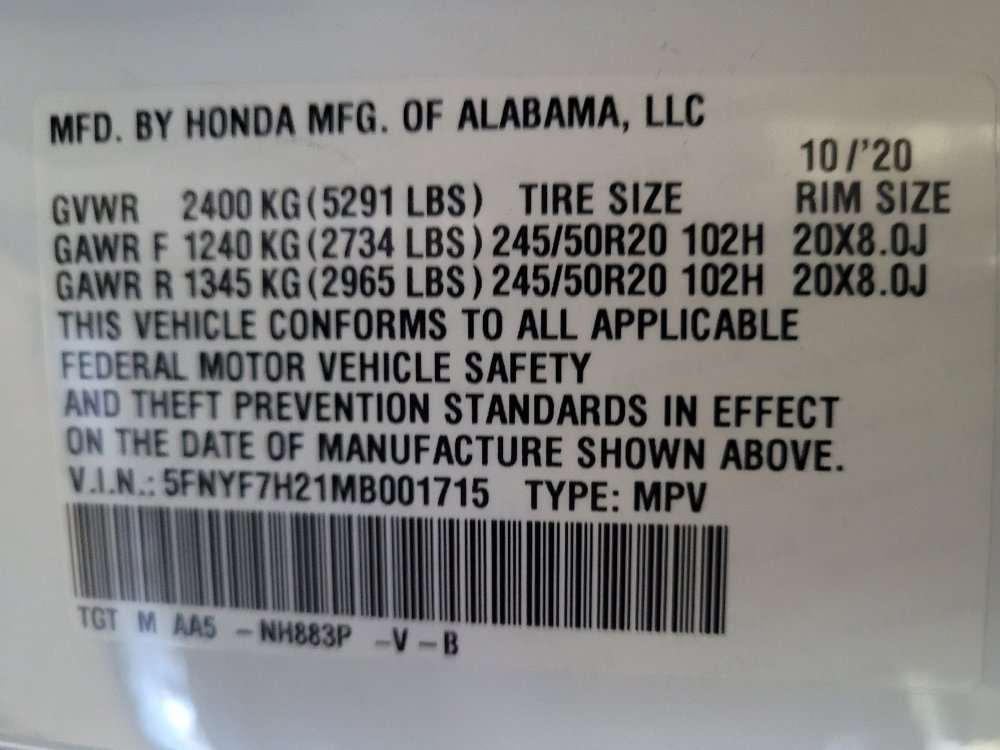 MFD. BY HONDA MFG. OF ALABAMA, LLC
10/'20
GVWR 2400 KG (5291 LBS) TIRE SIZE RIM SIZE
GAWR F 1240 KG (2734 LBS) 245/50R20 102H 20X8.0J
GAWR R 1345 KG (2965 LBS) 245/50R20 102H 20X8.0J
THIS VEHICLE CONFORMS TO ALL APPLICABLE
FEDERAL MOTOR VEHICLE SAFETY
AND THEFT PREVENTION STANDARDS IN EFFECT
ON THE DATE OF MANUFACTURE SHOWN ABOVE.
V.I.N.: 5FNYF7H21MB001715 TYPE: MPV
TGT M AA5 -NH883P -V-B